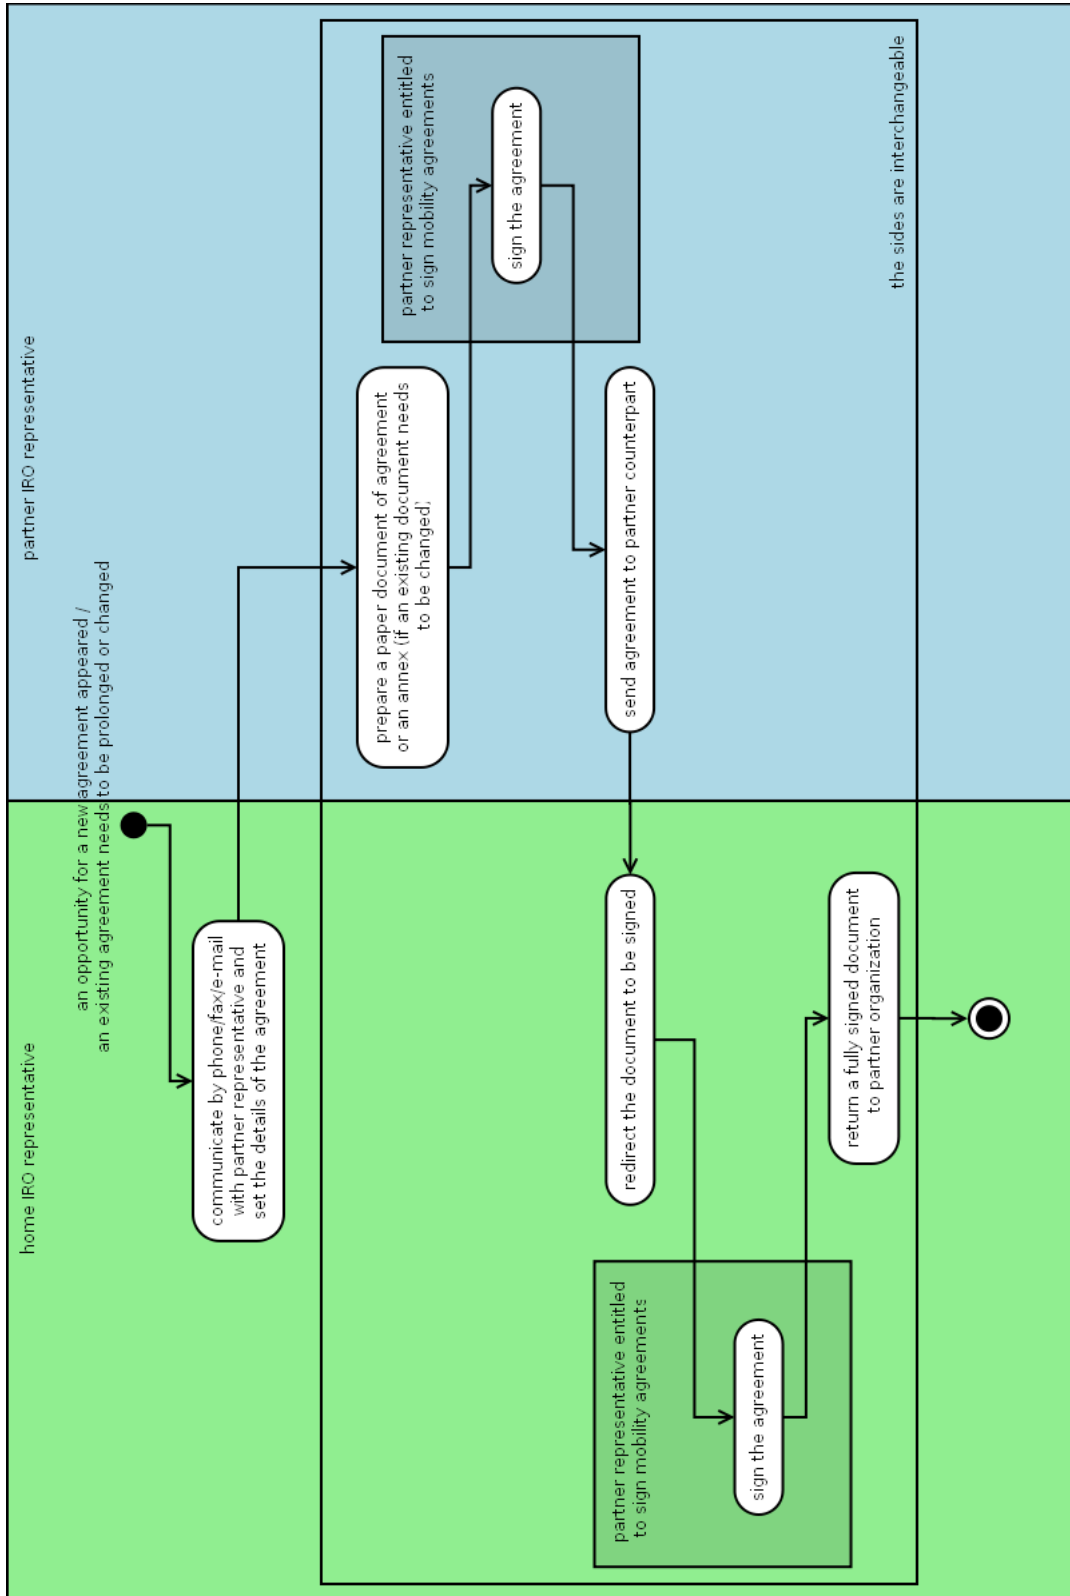 partner IRO representative
home IRO representative
an opportunity for a new agreement appeared /
an existing agreement needs to be prolonged or changed
communicate by phone/fax/e-mail
with partner representative and
set the details of the agreement
prepare a paper document of agreement
or an annex (if an existing document needs
to be changed)
partner representative entitled
to sign mobility agreements
sign the agreement
send agreement to partner counterpart
redirect the document to be signed
partner representative entitled
to sign mobility agreements
sign the agreement
return a fully signed document
to partner organization
the sides are interchangeable